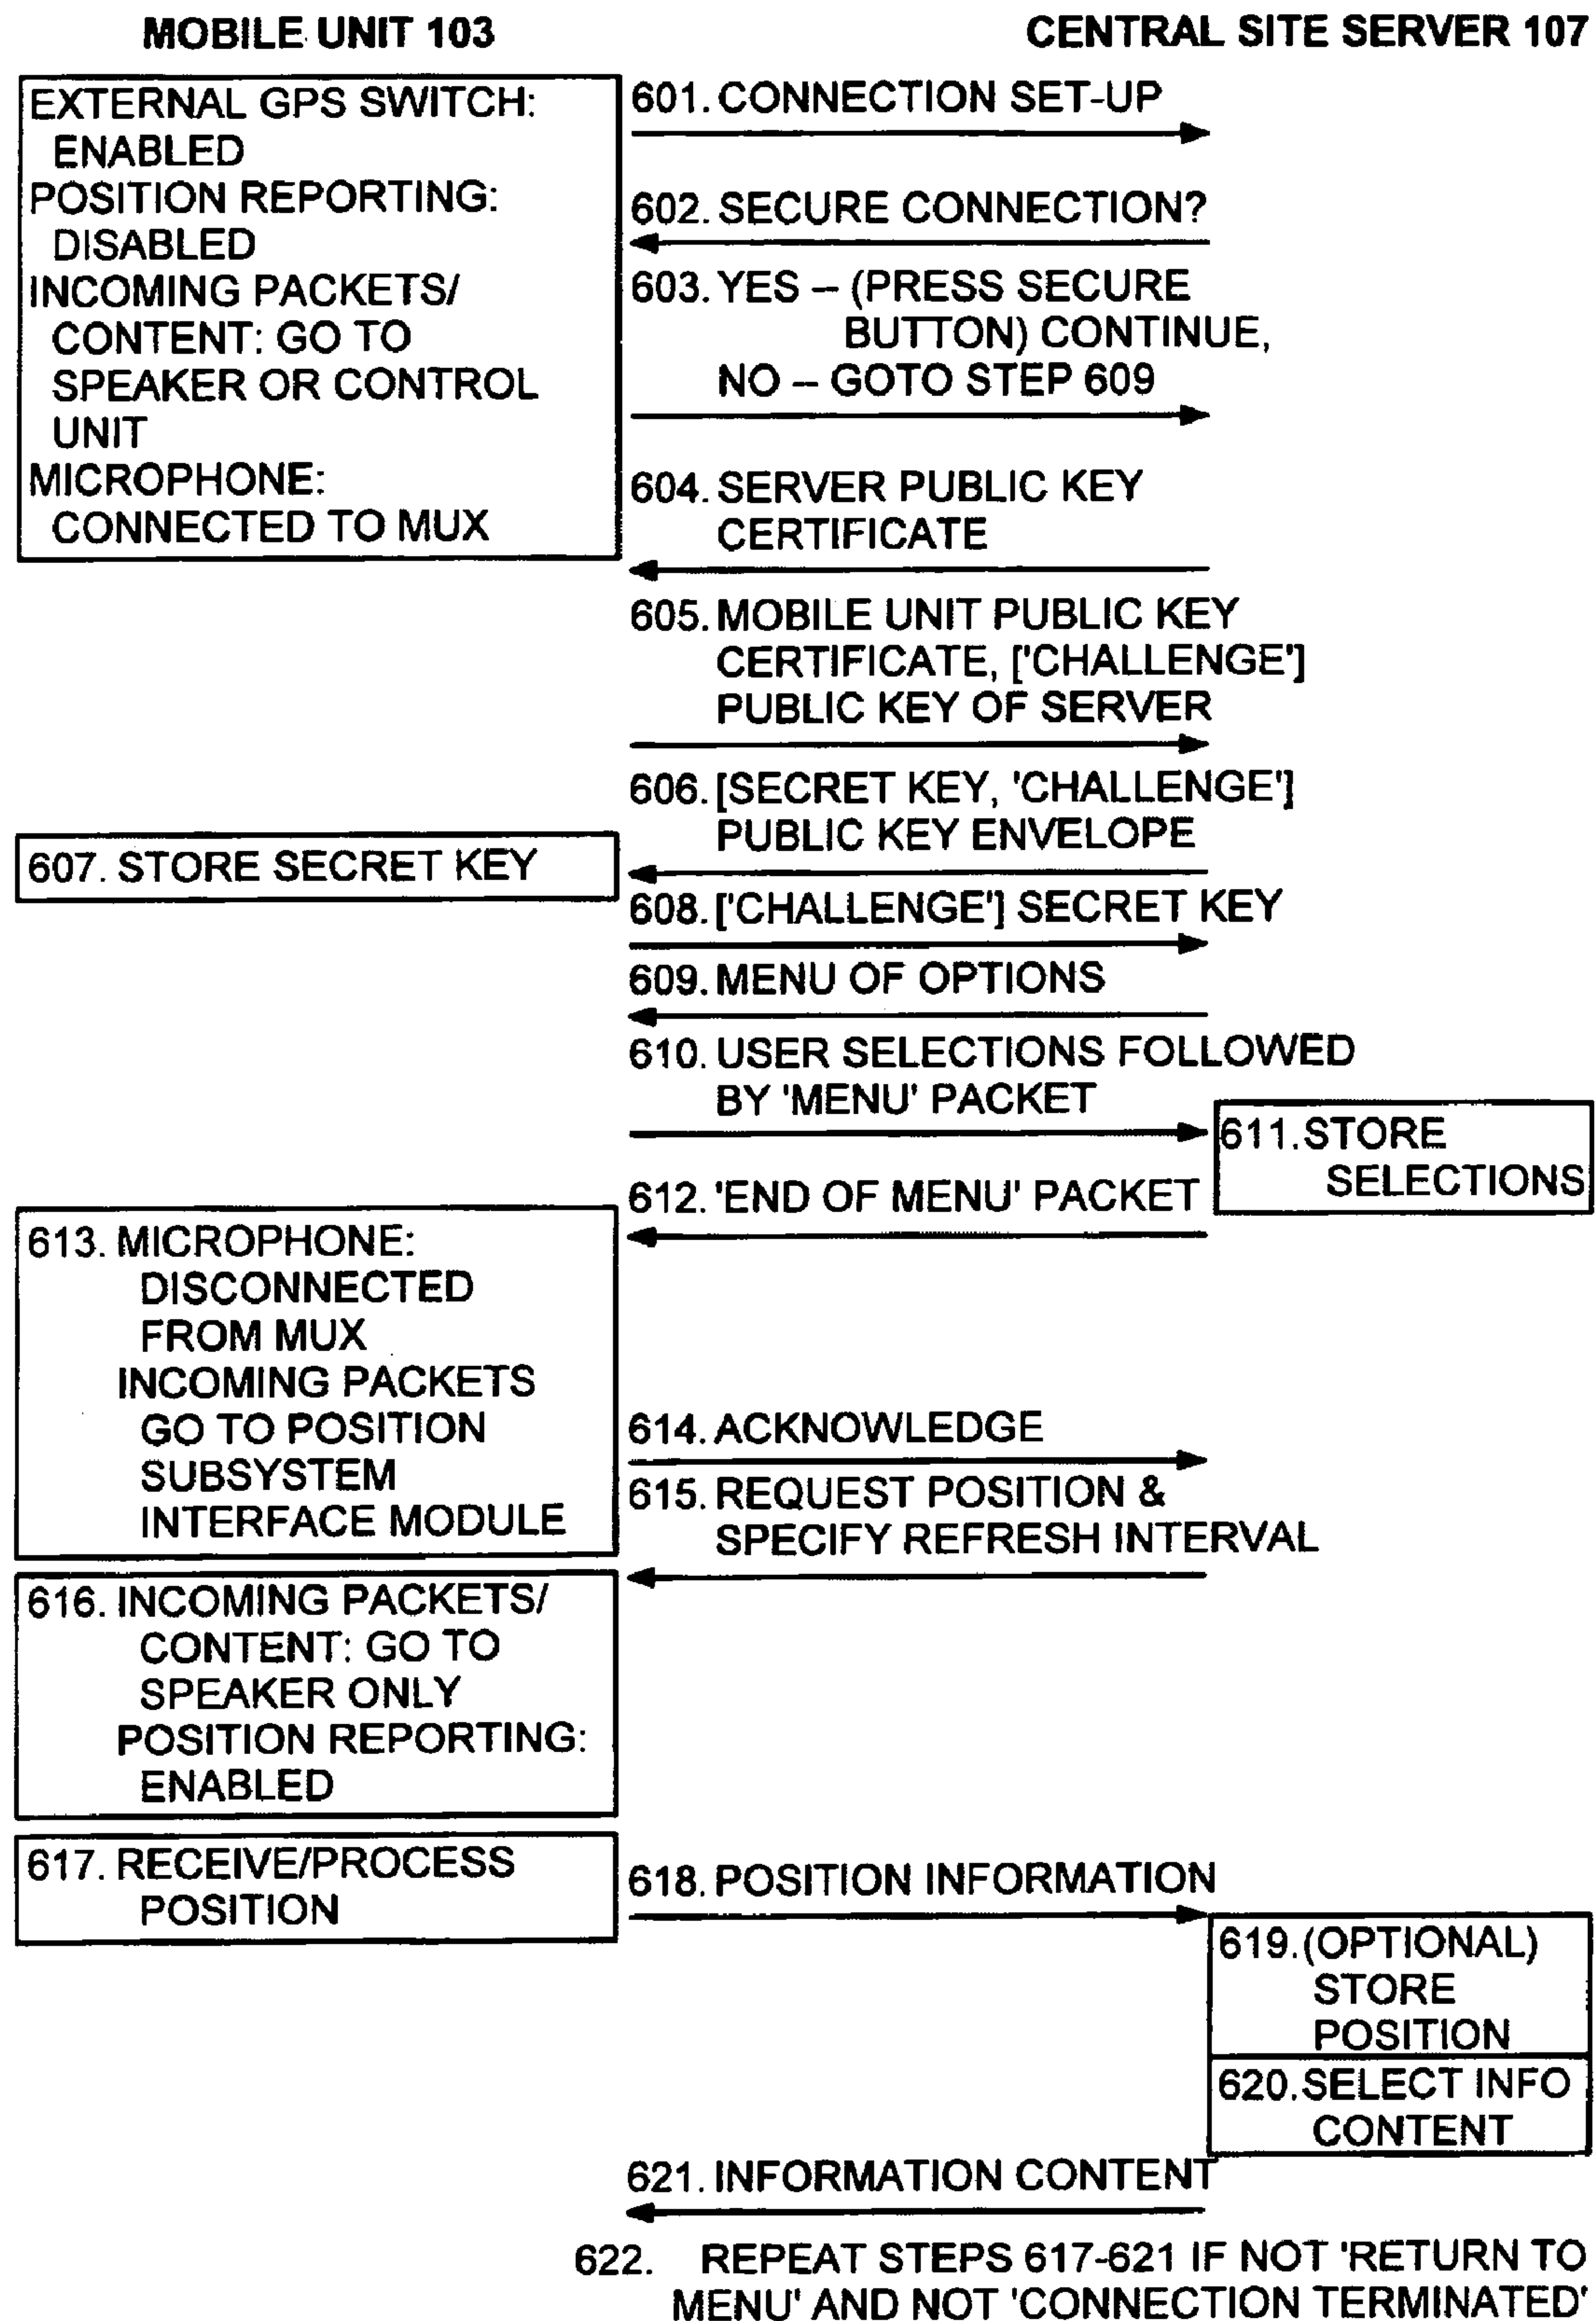 MOBILE UNIT 103
CENTRAL SITE SERVER 107
EXTERNAL GPS SWITCH:
ENABLED
POSITION REPORTING:
DISABLED
INCOMING PACKETS/
CONTENT: GO TO
SPEAKER OR CONTROL
UNIT
MICROPHONE:
CONNECTED TO MUX
601. CONNECTION SET-UP
602. SECURE CONNECTION?
603. YES – (PRESS SECURE
BUTTON) CONTINUE,
NO – GOTO STEP 609
604. SERVER PUBLIC KEY
CERTIFICATE
605. MOBILE UNIT PUBLIC KEY
CERTIFICATE, ['CHALLENGE']
PUBLIC KEY OF SERVER
606. [SECRET KEY, 'CHALLENGE']
PUBLIC KEY ENVELOPE
607. STORE SECRET KEY
608. ['CHALLENGE'] SECRET KEY
609. MENU OF OPTIONS
610. USER SELECTIONS FOLLOWED
BY 'MENU' PACKET
611. STORE
SELECTIONS
612. 'END OF MENU' PACKET
613. MICROPHONE:
DISCONNECTED
FROM MUX
INCOMING PACKETS
GO TO POSITION
SUBSYSTEM
INTERFACE MODULE
614. ACKNOWLEDGE
615. REQUEST POSITION &
SPECIFY REFRESH INTERVAL
616. INCOMING PACKETS/
CONTENT: GO TO
SPEAKER ONLY
POSITION REPORTING:
ENABLED
617. RECEIVE/PROCESS
POSITION
618. POSITION INFORMATION
619. (OPTIONAL)
STORE
POSITION
620. SELECT INFO
CONTENT
621. INFORMATION CONTENT
622. REPEAT STEPS 617-621 IF NOT 'RETURN TO
MENU' AND NOT 'CONNECTION TERMINATED'